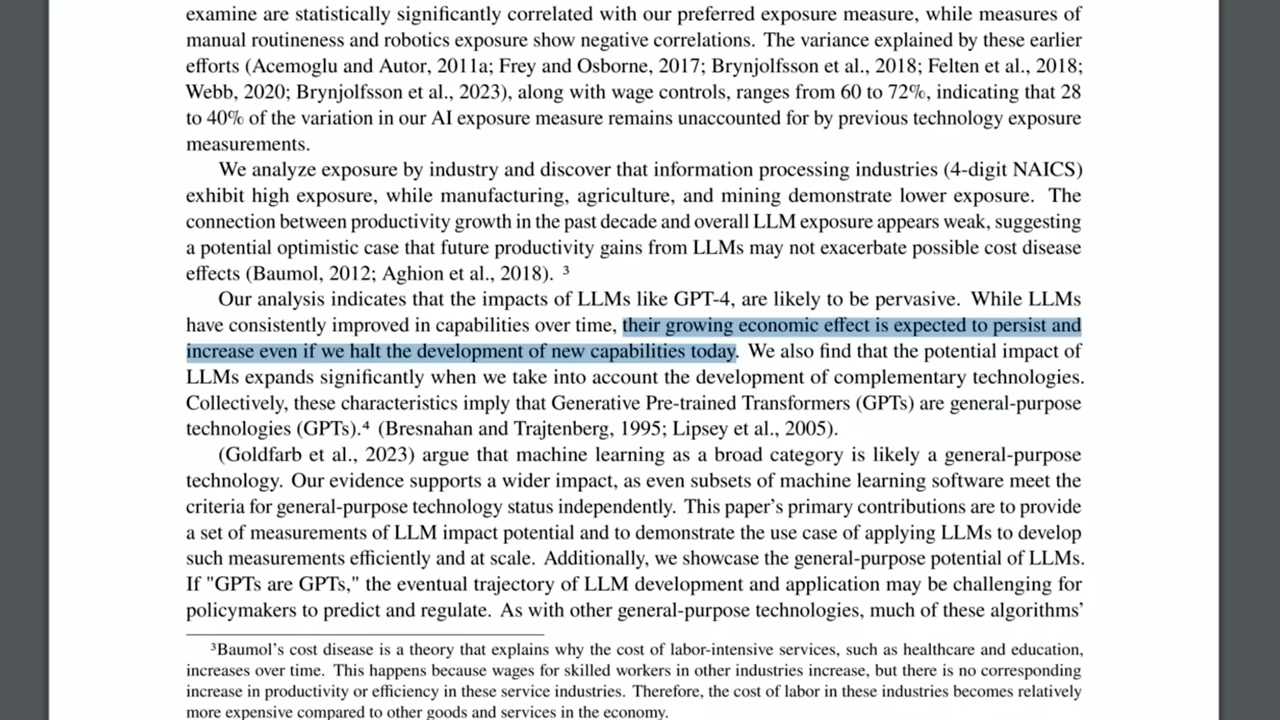 examine are statistically significantly correlated with our preferred exposure measure, while measures of
manual routineness and robotics exposure show negative correlations. The variance explained by these earlier
efforts (Acemoglu and Autor, 2011a; Frey and Osborne, 2017; Brynjolfsson et al., 2018; Felten et al., 2018;
Webb, 2020; Brynjolfsson et al., 2023), along with wage controls, ranges from 60 to 72%, indicating that 28
to 40% of the variation in our AI exposure measure remains unaccounted for by previous technology exposure
measurements.
We analyze exposure by industry and discover that information processing industries (4-digit NAICS)
exhibit high exposure, while manufacturing, agriculture, and mining demonstrate lower exposure. The
connection between productivity growth in the past decade and overall LLM exposure appears weak, suggesting
a potential optimistic case that future productivity gains from LLMs may not exacerbate possible cost disease
effects (Baumol, 2012; Aghion et al., 2018). ³
Our analysis indicates that the impacts of LLMs like GPT-4, are likely to be pervasive. While LLMs
have consistently improved in capabilities over time, their growing economic effect is expected to persist and
increase even if we halt the development of new capabilities today. We also find that the potential impact of
LLMs expands significantly when we take into account the development of complementary technologies.
Collectively, these characteristics imply that Generative Pre-trained Transformers (GPTs) are general-purpose
technologies (GPTs).⁴ (Bresnahan and Trajtenberg, 1995; Lipsey et al., 2005).
(Goldfarb et al., 2023) argue that machine learning as a broad category is likely a general-purpose
technology. Our evidence supports a wider impact, as even subsets of machine learning software meet the
criteria for general-purpose technology status independently. This paper's primary contributions are to provide
a set of measurements of LLM impact potential and to demonstrate the use case of applying LLMs to develop
such measurements efficiently and at scale. Additionally, we showcase the general-purpose potential of LLMs.
If "GPTs are GPTs," the eventual trajectory of LLM development and application may be challenging for
policymakers to predict and regulate. As with other general-purpose technologies, much of these algorithms'
³Baumol's cost disease is a theory that explains why the cost of labor-intensive services, such as healthcare and education,
increases over time. This happens because wages for skilled workers in other industries increase, but there is no corresponding
increase in productivity or efficiency in these service industries. Therefore, the cost of labor in these industries becomes relatively
more expensive compared to other goods and services in the economy.